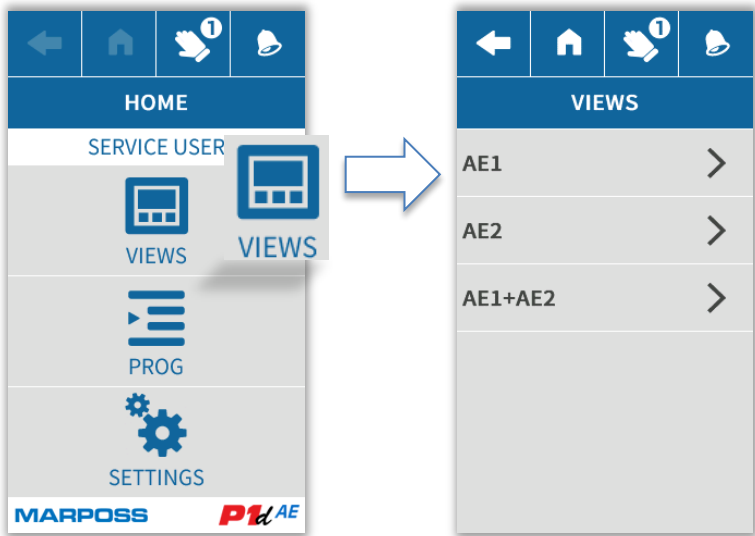 1
HOME
SERVICE USER
VIEWS
VIEWS
PROG
SETTINGS
MARPOSS
P1d AE
1
VIEWS
AE1
AE2
AE1+AE2